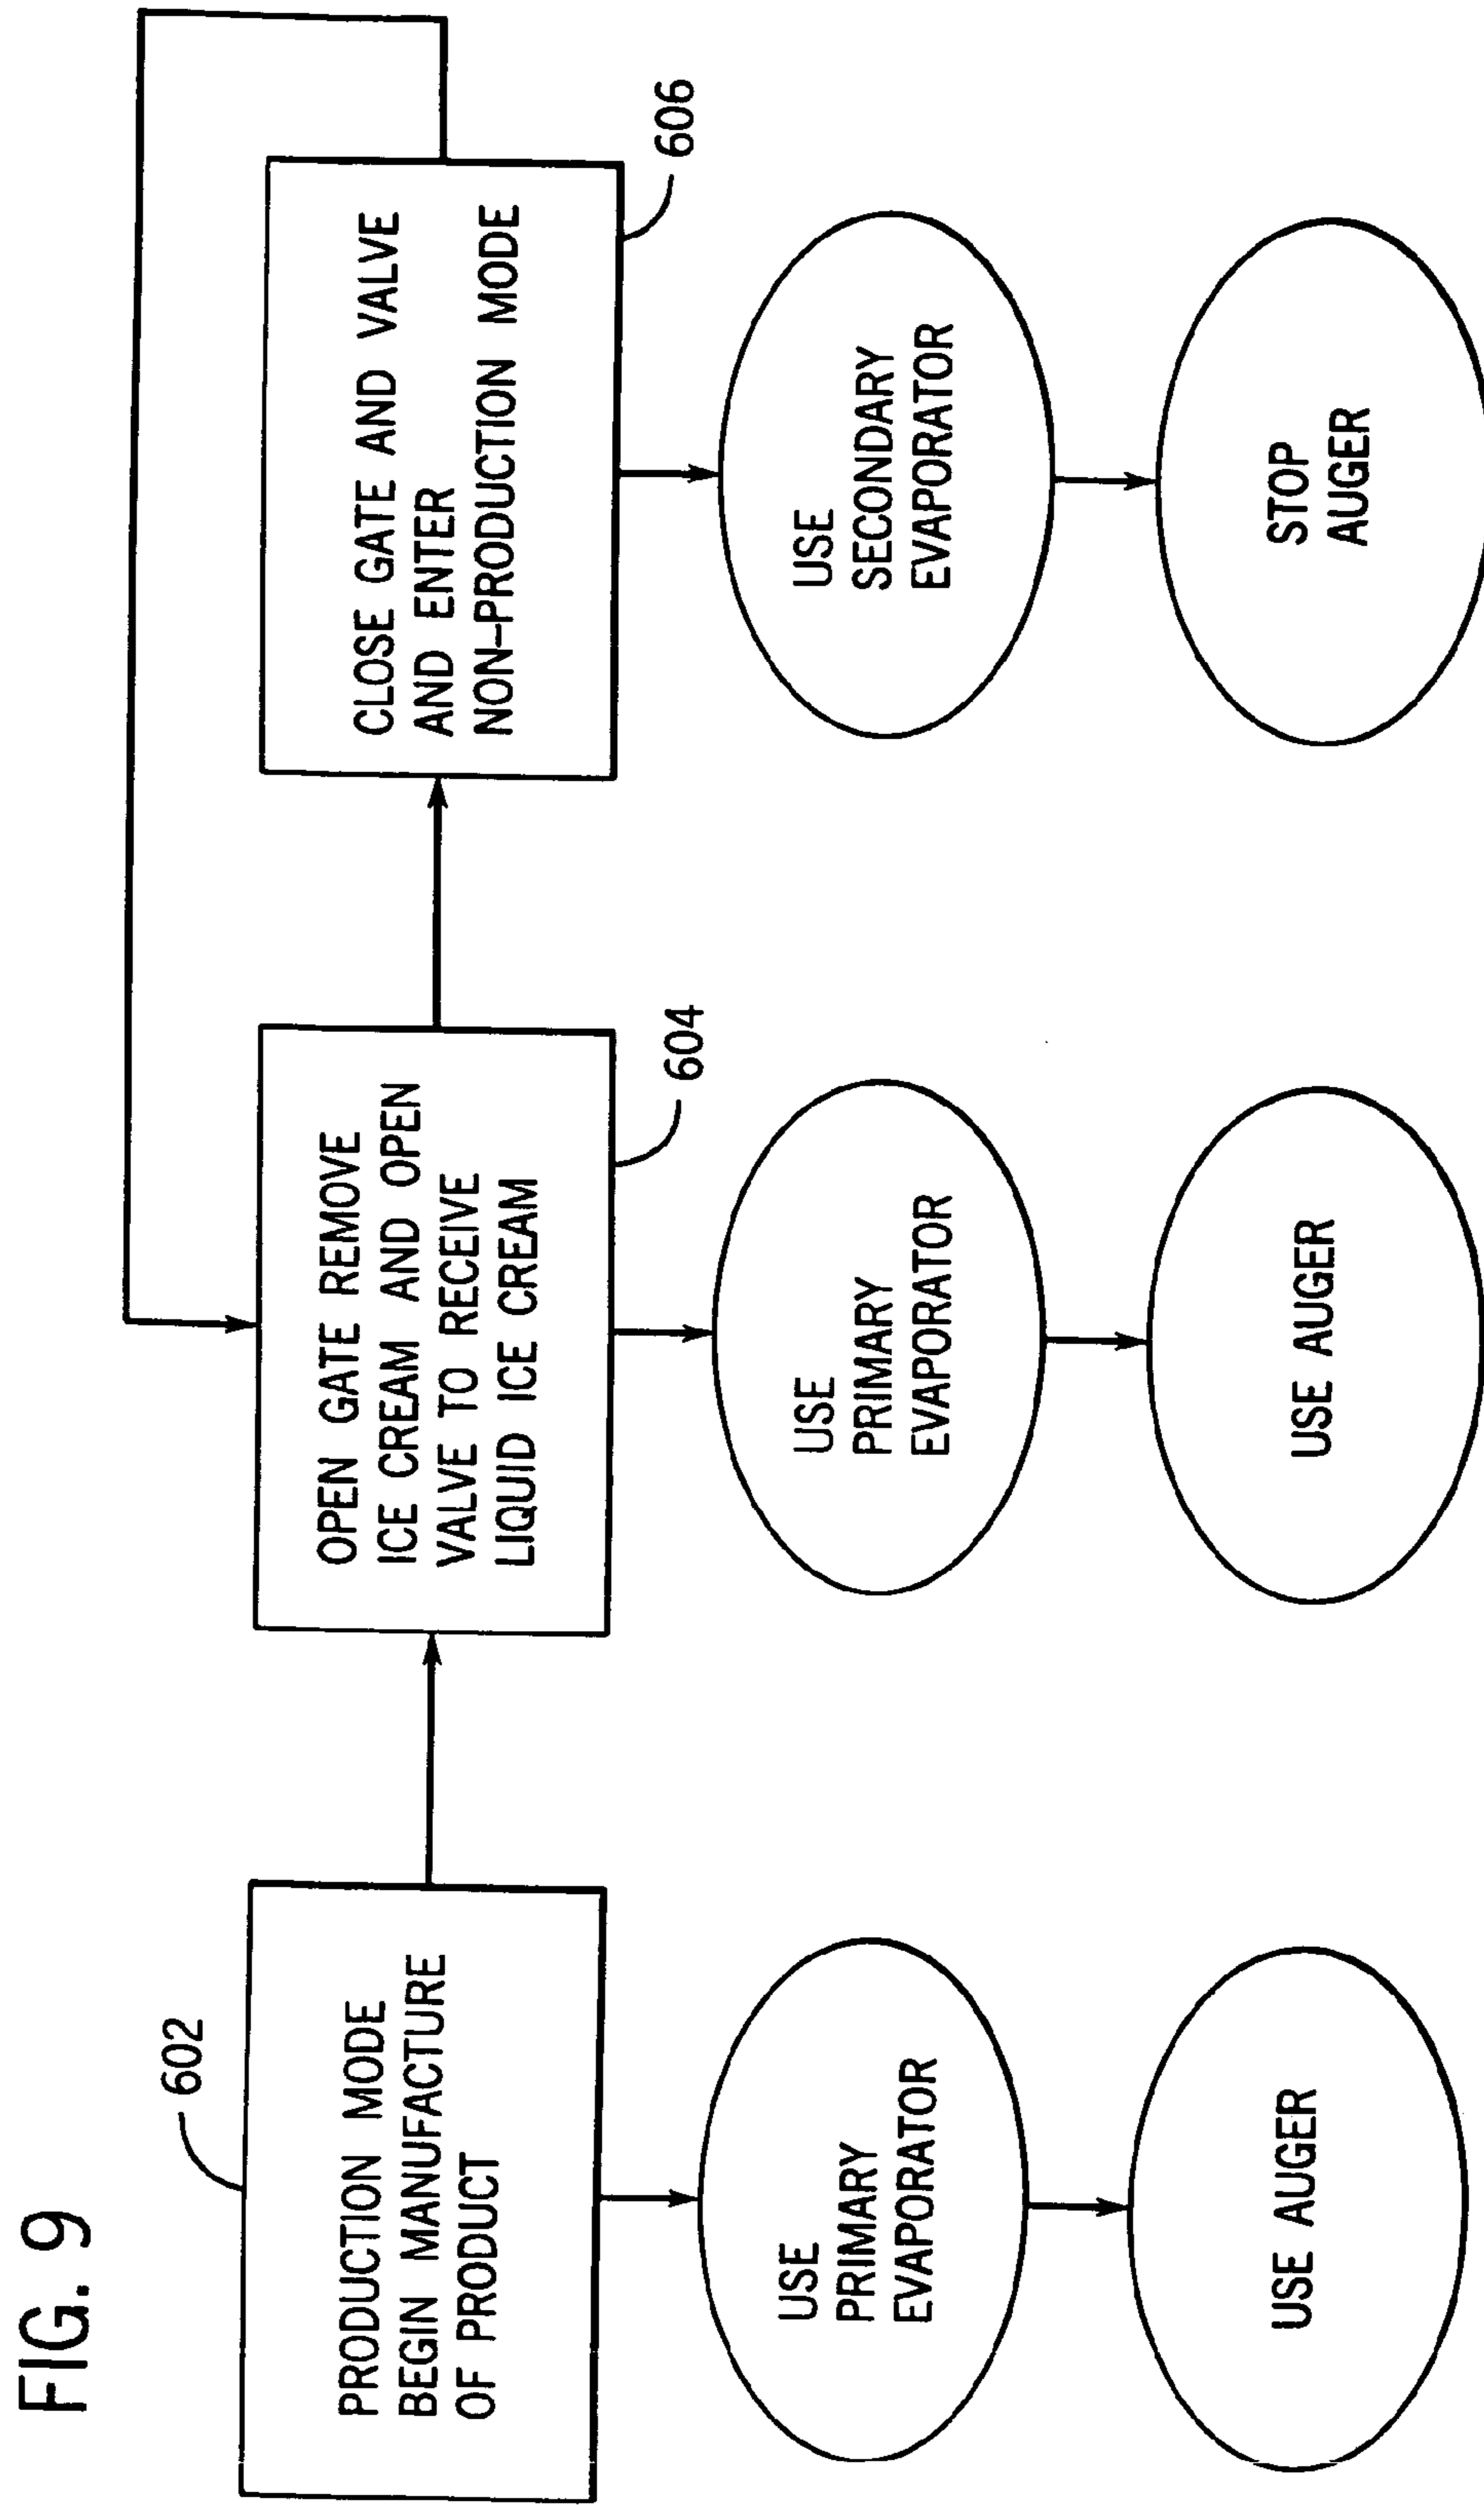 FIG. 9
602
PRODUCTION MODE
BEGIN MANUFACTURE
OF PRODUCT
USE
PRIMARY
EVAPORATOR
USE AUGER
OPEN GATE REMOVE
ICE CREAM AND OPEN
VALVE TO RECEIVE
LIQUID ICE CREAM
604
USE
PRIMARY
EVAPORATOR
USE AUGER
CLOSE GATE AND VALVE
AND ENTER
NON-PRODUCTION MODE
606
USE
SECONDARY
EVAPORATOR
STOP
AUGER